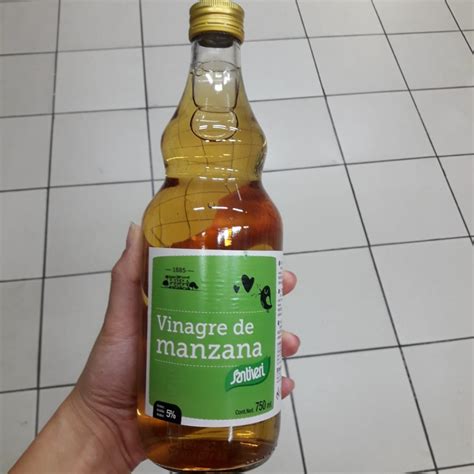 1885
Vinagre de
manzana
Santiveri
Cont.Net. 750 ml
5%